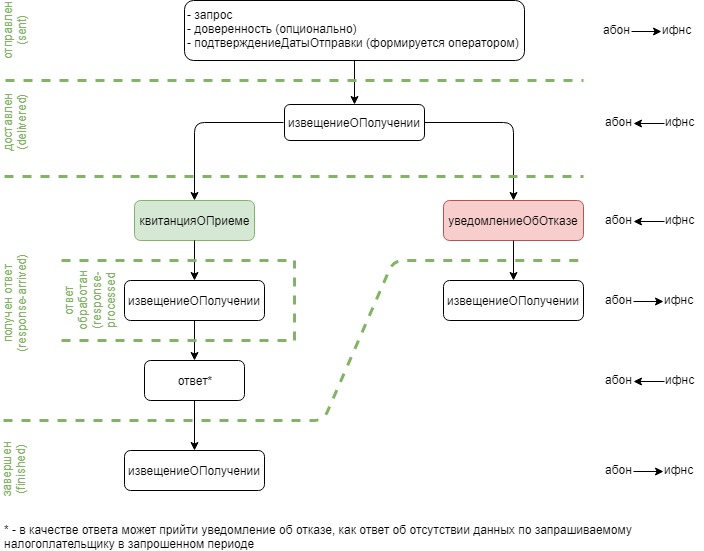 отправлен
(sent)
- запрос
- доверенность (опционально)
- подтверждениеДатыОтправки (формируется оператором)
абон
ифнс
доставлен
(delivered)
извещениеОПолучении
абон
ифнс
квитанцияОПриеме
уведомлениеОбОтказе
абон
ифнс
получен ответ
(response-arrived)
ответ
обработан
(response-
processed
извещениеОПолучении
извещениеОПолучении
абон
ифнс
ответ*
абон
ифнс
завершен
(finished)
извещениеОПолучении
абон
ифнс
* - в качестве ответа может прийти уведомление об отказе, как ответ об отсутствии данных по запрашиваемому
налогоплательщику в запрошенном периоде